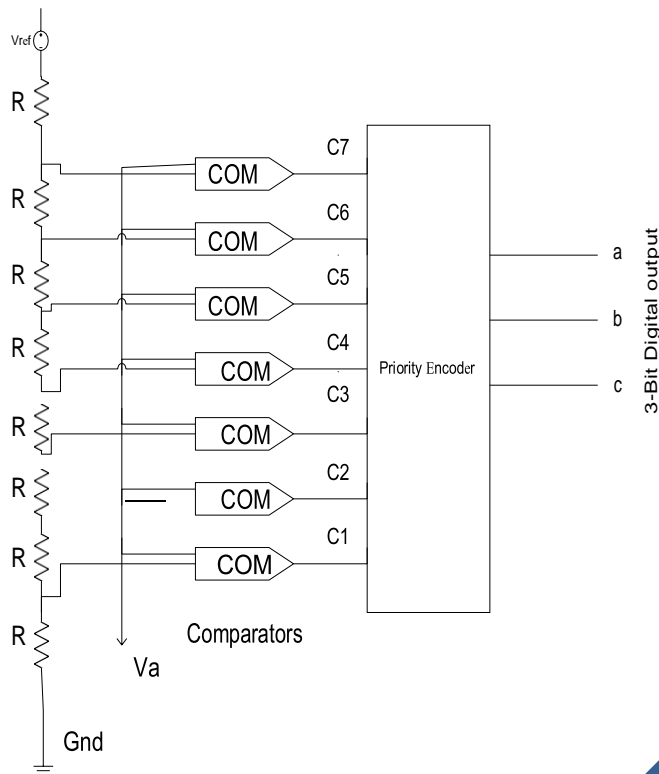 Vref
R
C7
COM
R
C6
COM
R
C5
COM
R
C4
COM
C3
R
COM
R
C2
COM
R
C1
COM
R
Priority Encoder
a
b
c
3-Bit Digital output
Comparators
Va
Gnd